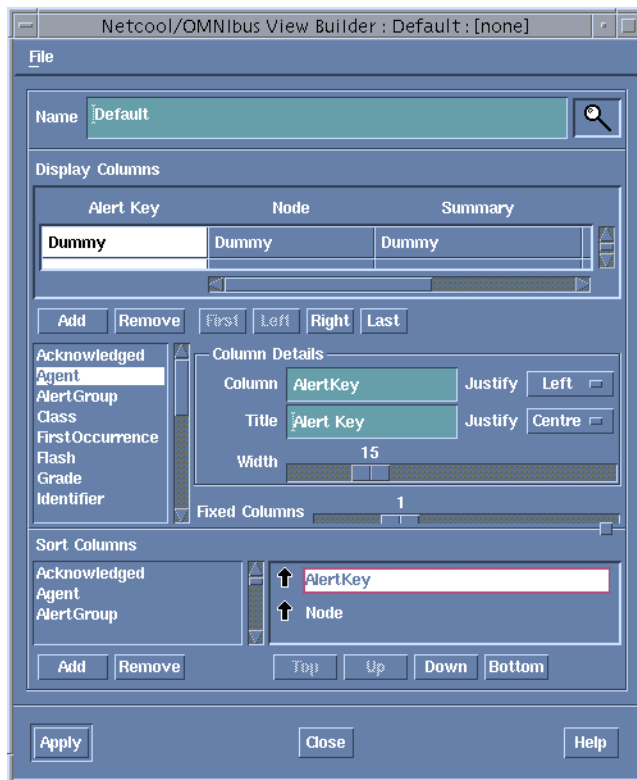 Netcool/OMNIbus View Builder : Default : [none]
File
Name Default
Display Columns
Alert Key Node Summary
Dummy Dummy Dummy
Add Remove First Left Right Last
Acknowledged
Agent
AlertGroup
Class
FirstOccurrence
Flash
Grade
Identifier
Column Details
Column AlertKey Justify Left
Title Alert Key Justify Centre
Width 15
Fixed Columns 1
Sort Columns
Acknowledged
Agent
AlertGroup
AlertKey
Node
Add Remove Top Up Down Bottom
Apply Close Help